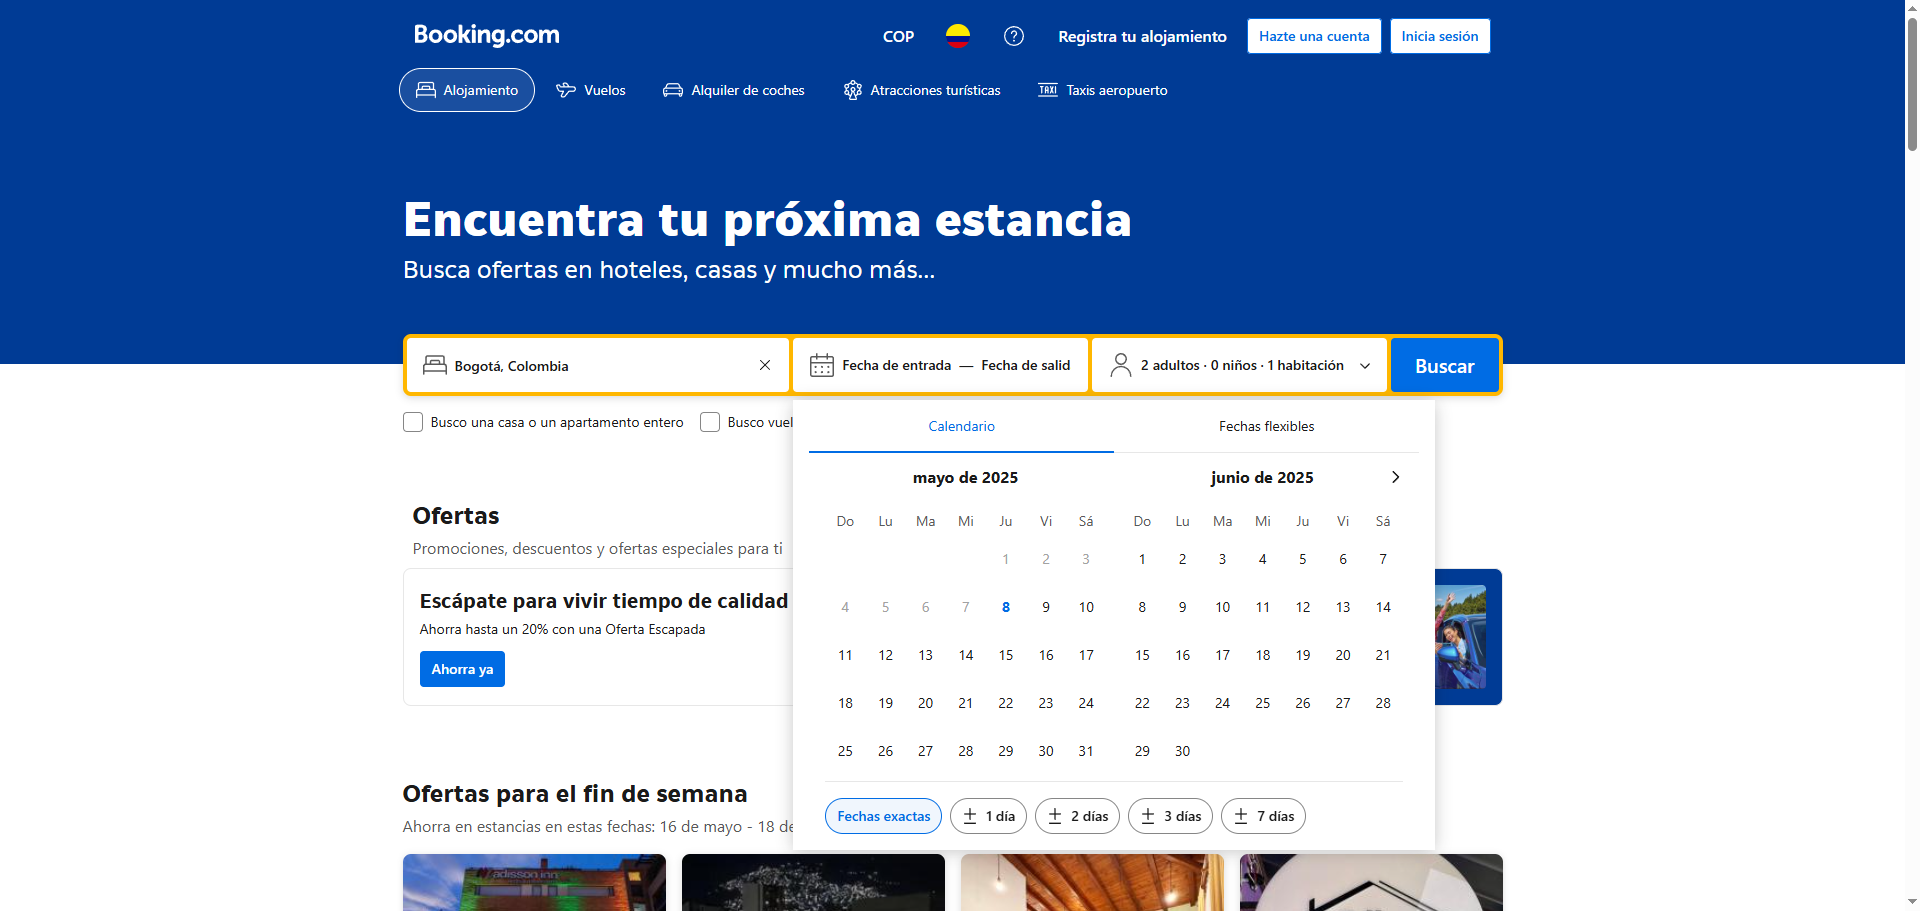 Booking.com
COP
Registra tu alojamiento
Hazte una cuenta
Inicia sesión
Alojamiento
Vuelos
Alquiler de coches
Atracciones turísticas
TAXI Taxis aeropuerto
Encuentra tu próxima estancia
Busca ofertas en hoteles, casas y mucho más...
Bogotá, Colombia
Fecha de entrada — Fecha de salid
2 adultos · 0 niños · 1 habitación
Buscar
Busco una casa o un apartamento entero
Busco vuel
Calendario
Fechas flexibles
mayo de 2025
Do Lu Ma Mi Ju Vi Sá
1 2 3
4 5 6 7 8 9 10
11 12 13 14 15 16 17
18 19 20 21 22 23 24
25 26 27 28 29 30 31
junio de 2025
Do Lu Ma Mi Ju Vi Sá
1 2 3 4 5 6 7
8 9 10 11 12 13 14
15 16 17 18 19 20 21
22 23 24 25 26 27 28
29 30
Fechas exactas
± 1 día
± 2 días
± 3 días
± 7 días
Ofertas
Promociones, descuentos y ofertas especiales para ti
Escápate para vivir tiempo de calidad
Ahorra hasta un 20% con una Oferta Escapada
Ahorra ya
Ofertas para el fin de semana
Ahorra en estancias en estas fechas: 16 de mayo - 18 de
adisson inn